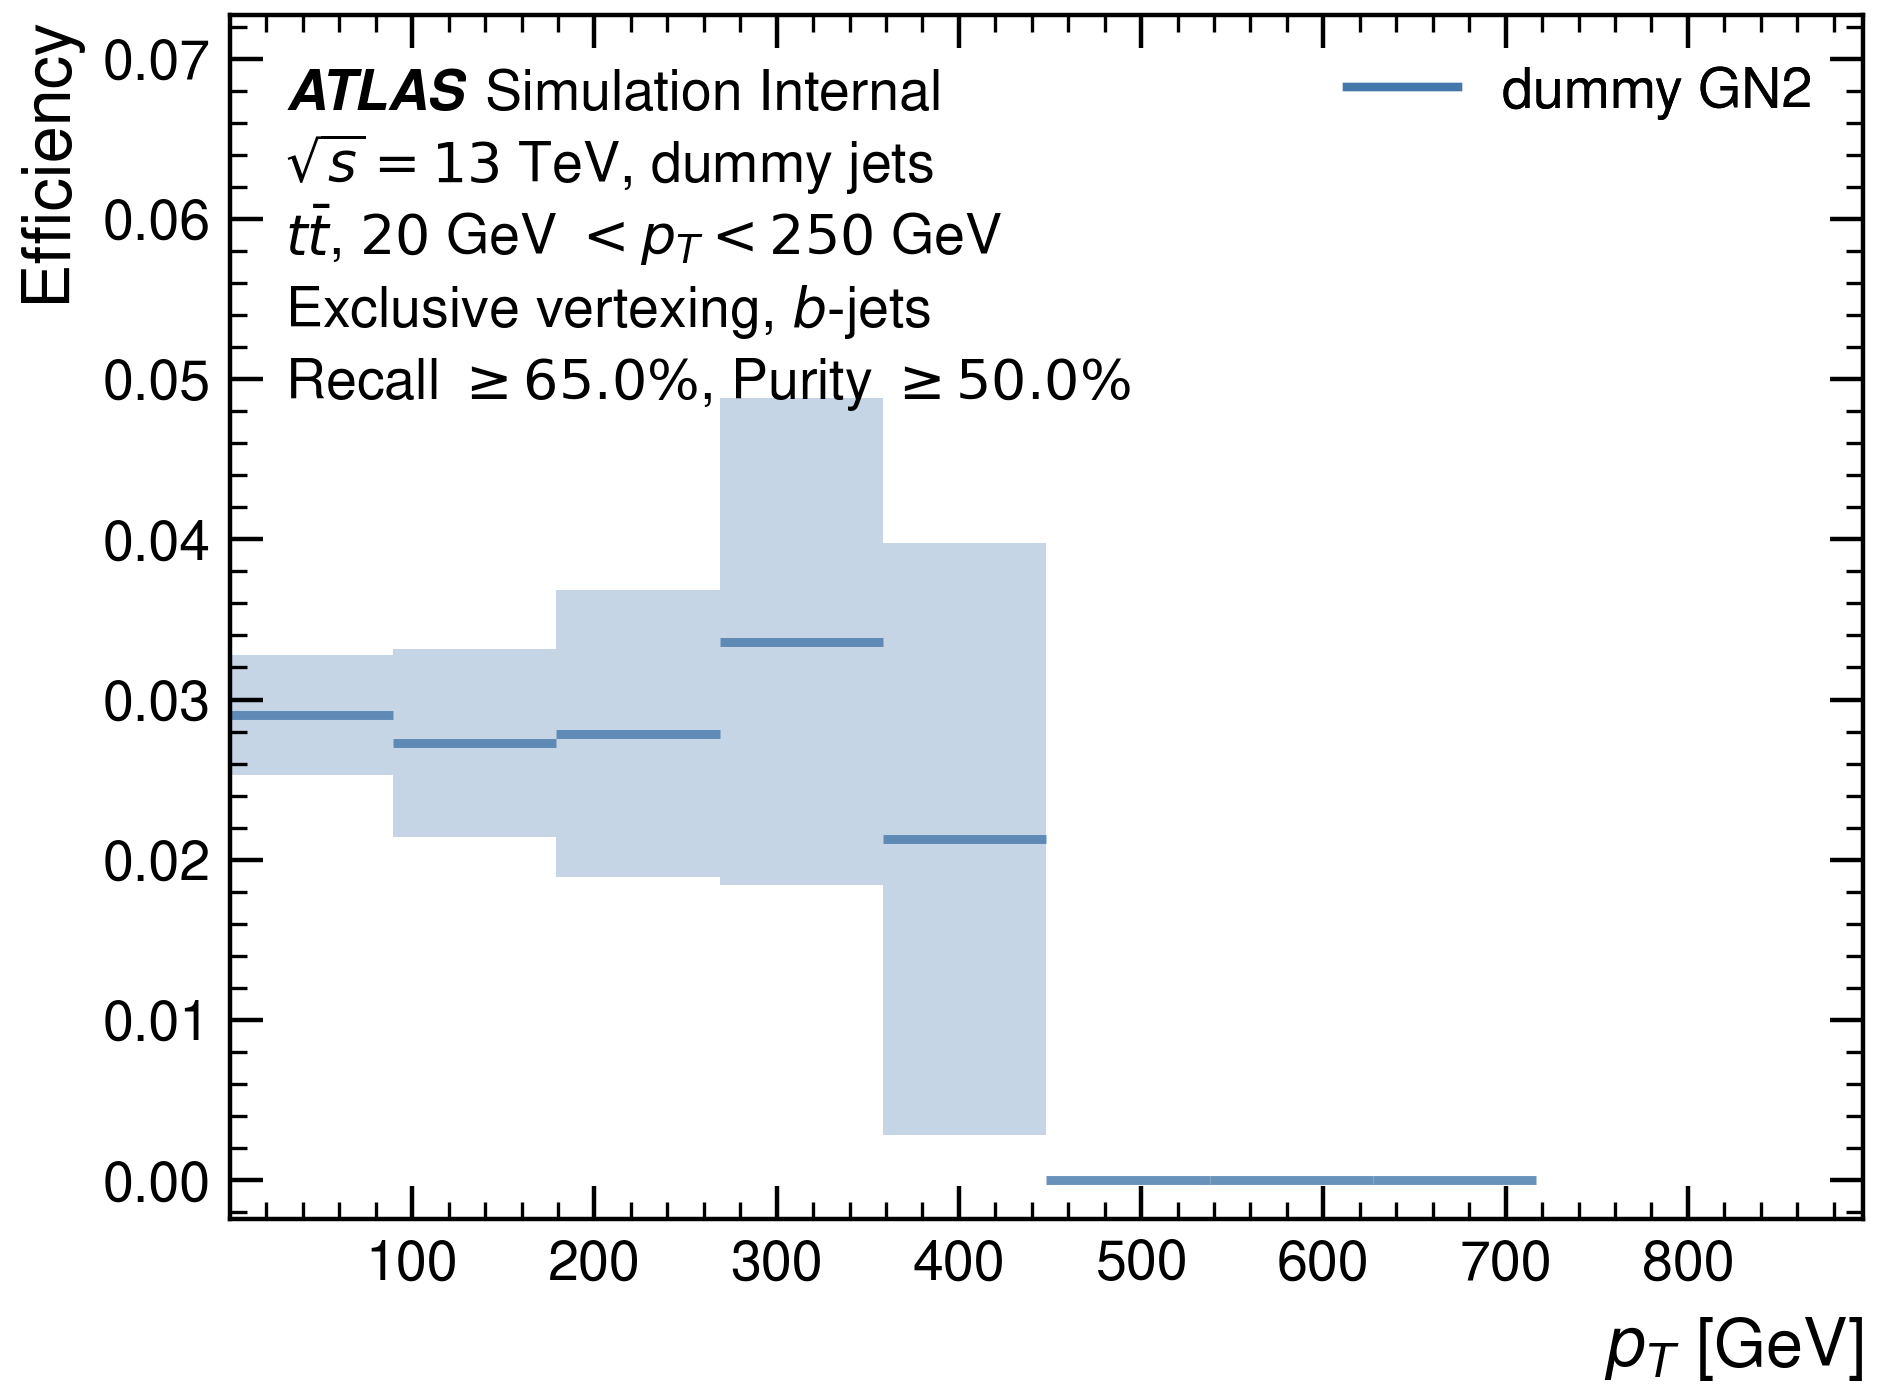 Efficiency
0.07
0.06
0.05
0.04
0.03
0.02
0.01
0.00
ATLAS Simulation Internal
√s = 13 TeV, dummy jets
tt̄, 20 GeV < p_T < 250 GeV
Exclusive vertexing, b-jets
Recall ≥ 65.0%, Purity ≥ 50.0%
dummy GN2
100 200 300 400 500 600 700 800
p_T [GeV]